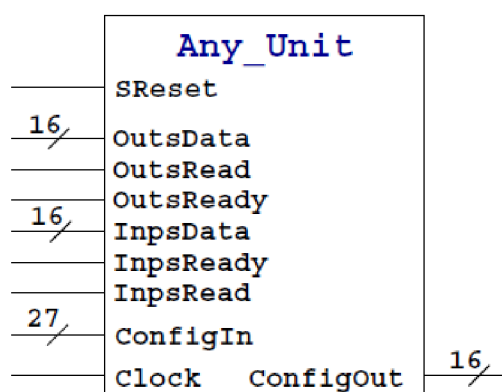 Any_Unit
SReset
16
OutsData
OutsRead
OutsReady
16
InpsData
InpsReady
InpsRead
27
ConfigIn
16
Clock ConfigOut